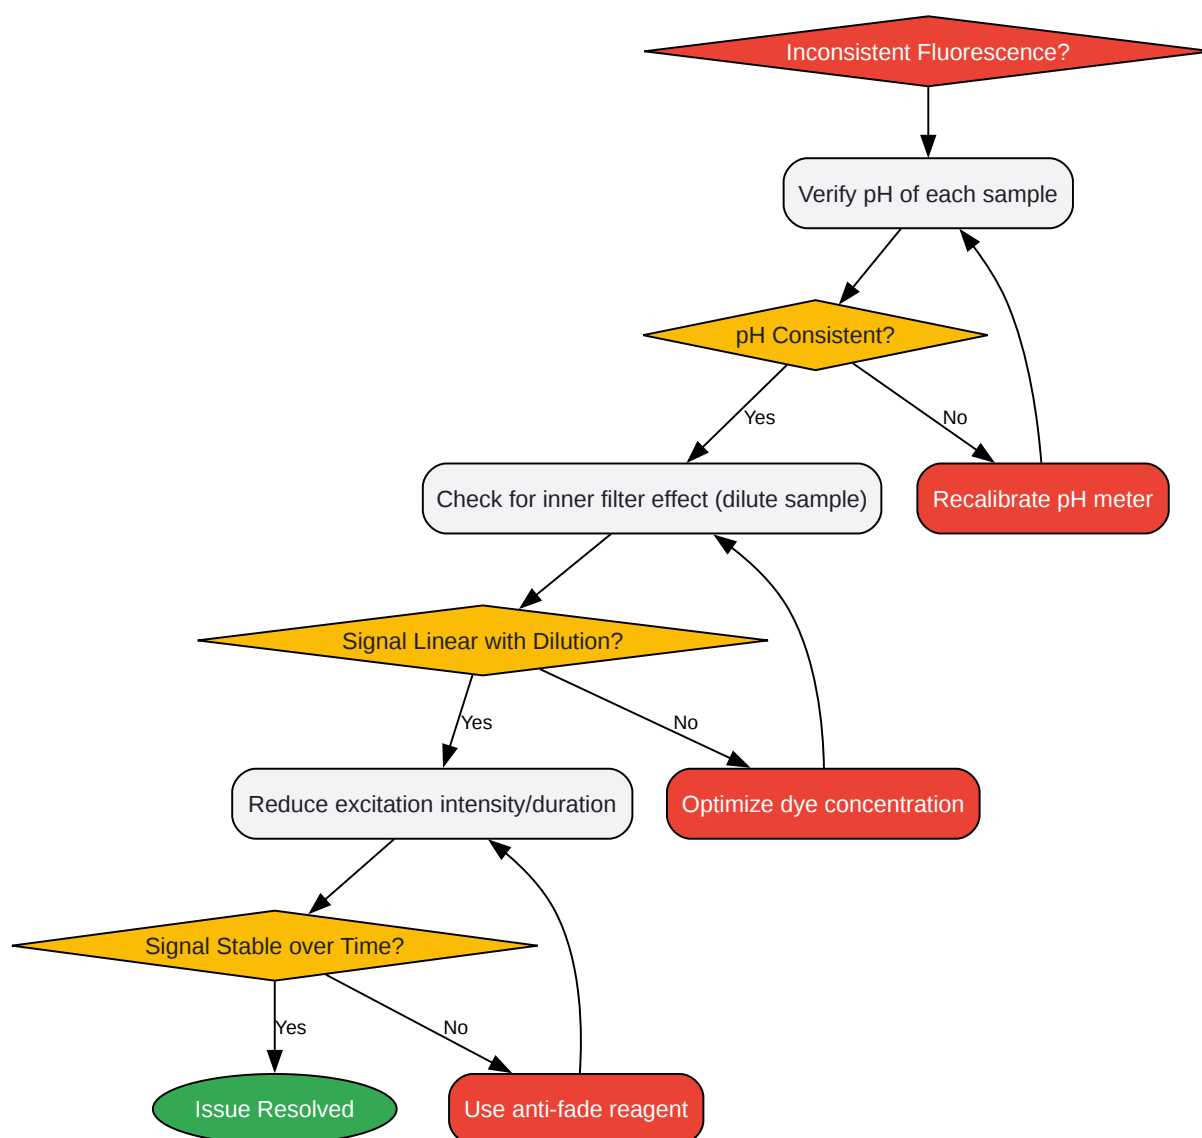 Inconsistent Fluorescence?
Verify pH of each sample
pH Consistent?
Yes
No
Check for inner filter effect (dilute sample)
Recalibrate pH meter
Signal Linear with Dilution?
Yes
No
Reduce excitation intensity/duration
Optimize dye concentration
Signal Stable over Time?
Yes
No
Issue Resolved
Use anti-fade reagent